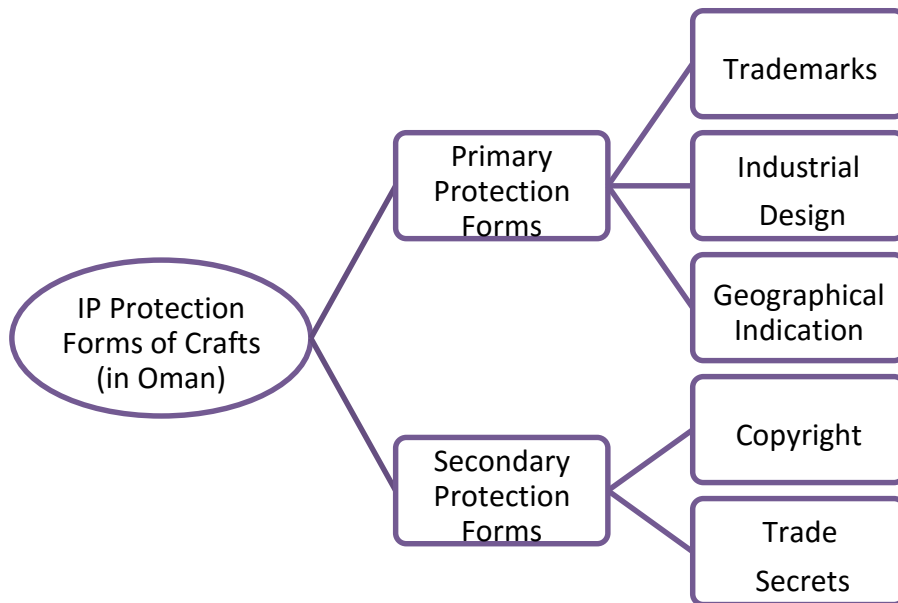 IP Protection
Forms of Crafts
(in Oman)
Primary
Protection
Forms
Trademarks
Industrial
Design
Geographical
Indication
Secondary
Protection
Forms
Copyright
Trade
Secrets